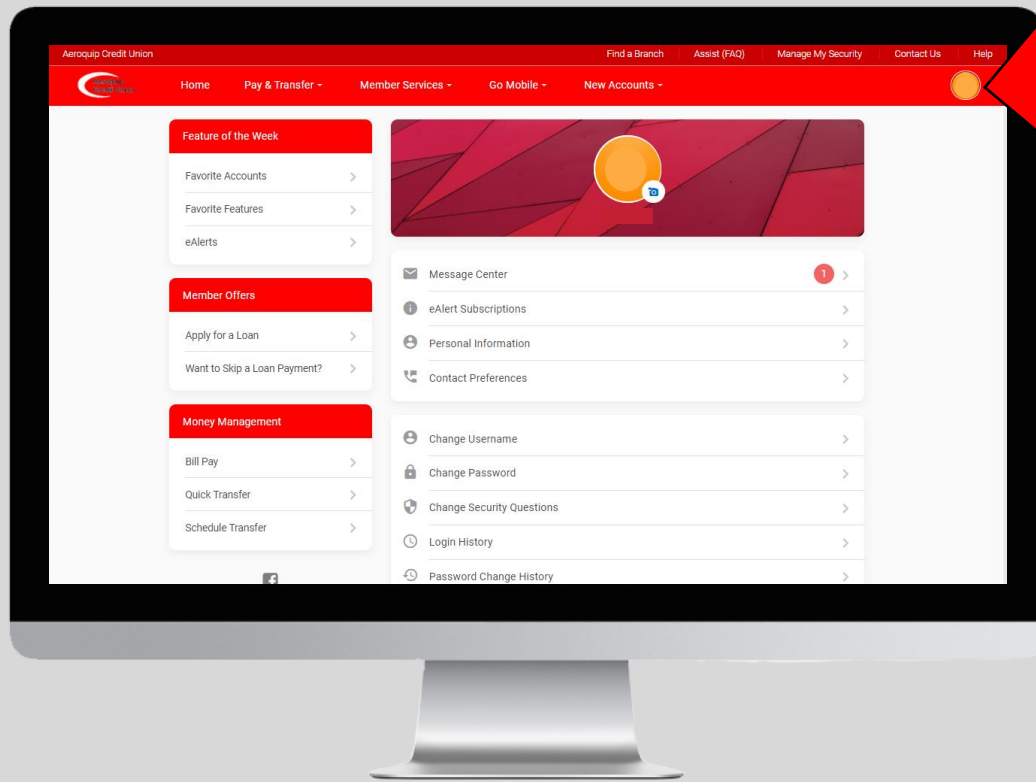 Aeroquip Credit Union Find a Branch Assist (FAQ) Manage My Security Contact Us Help
Home Pay & Transfer Member Services Go Mobile New Accounts
Feature of the Week
Favorite Accounts
Favorite Features
eAlerts
Member Offers
Apply for a Loan
Want to Skip a Loan Payment?
Money Management
Bill Pay
Quick Transfer
Schedule Transfer
Message Center 1
eAlert Subscriptions
Personal Information
Contact Preferences
Change Username
Change Password
Change Security Questions
Login History
Password Change History